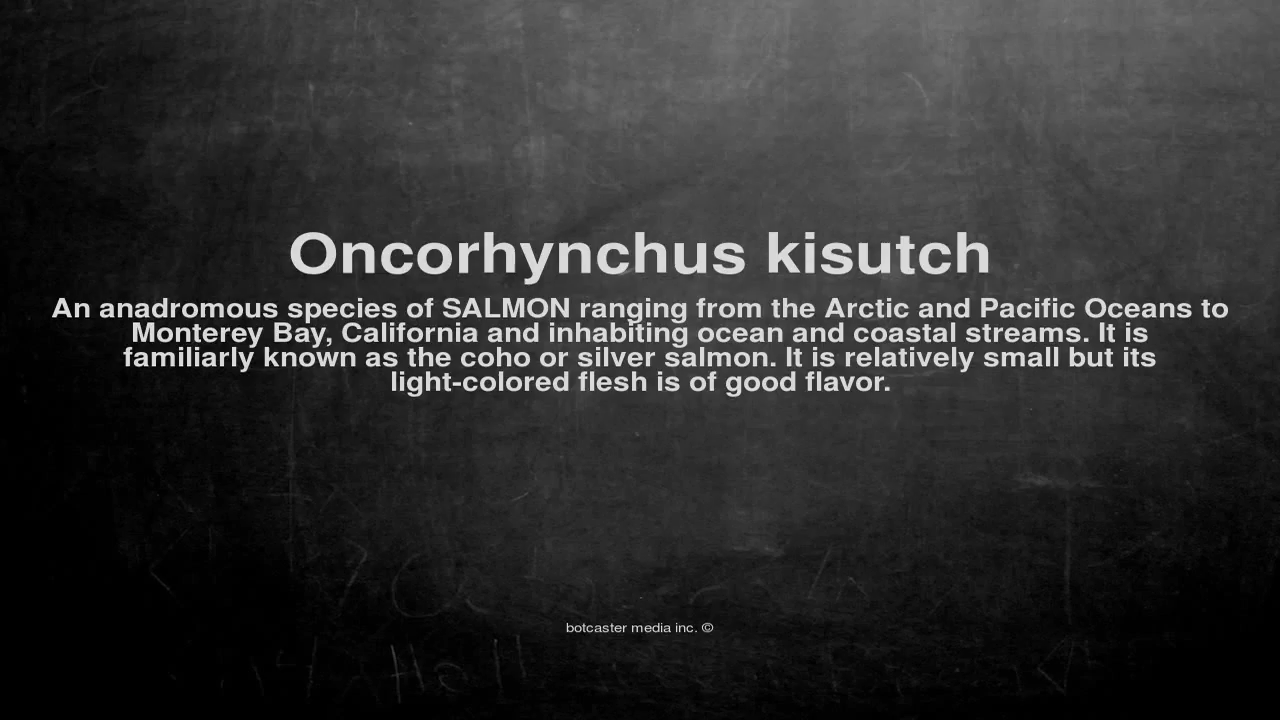 Oncorhynchus kisutch
An anadromous species of SALMON ranging from the Arctic and Pacific Oceans to
Monterey Bay, California and inhabiting ocean and coastal streams. It is
familiarly known as the coho or silver salmon. It is relatively small but its
light-colored flesh is of good flavor.
botcaster media inc. ©